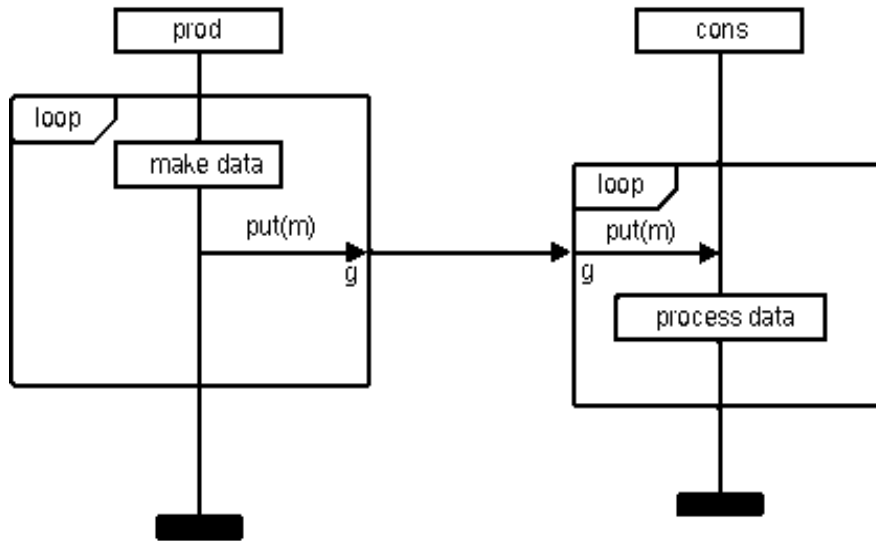 prod
cons
loop
make data
loop
put(m)
put(m)
g
g
process data